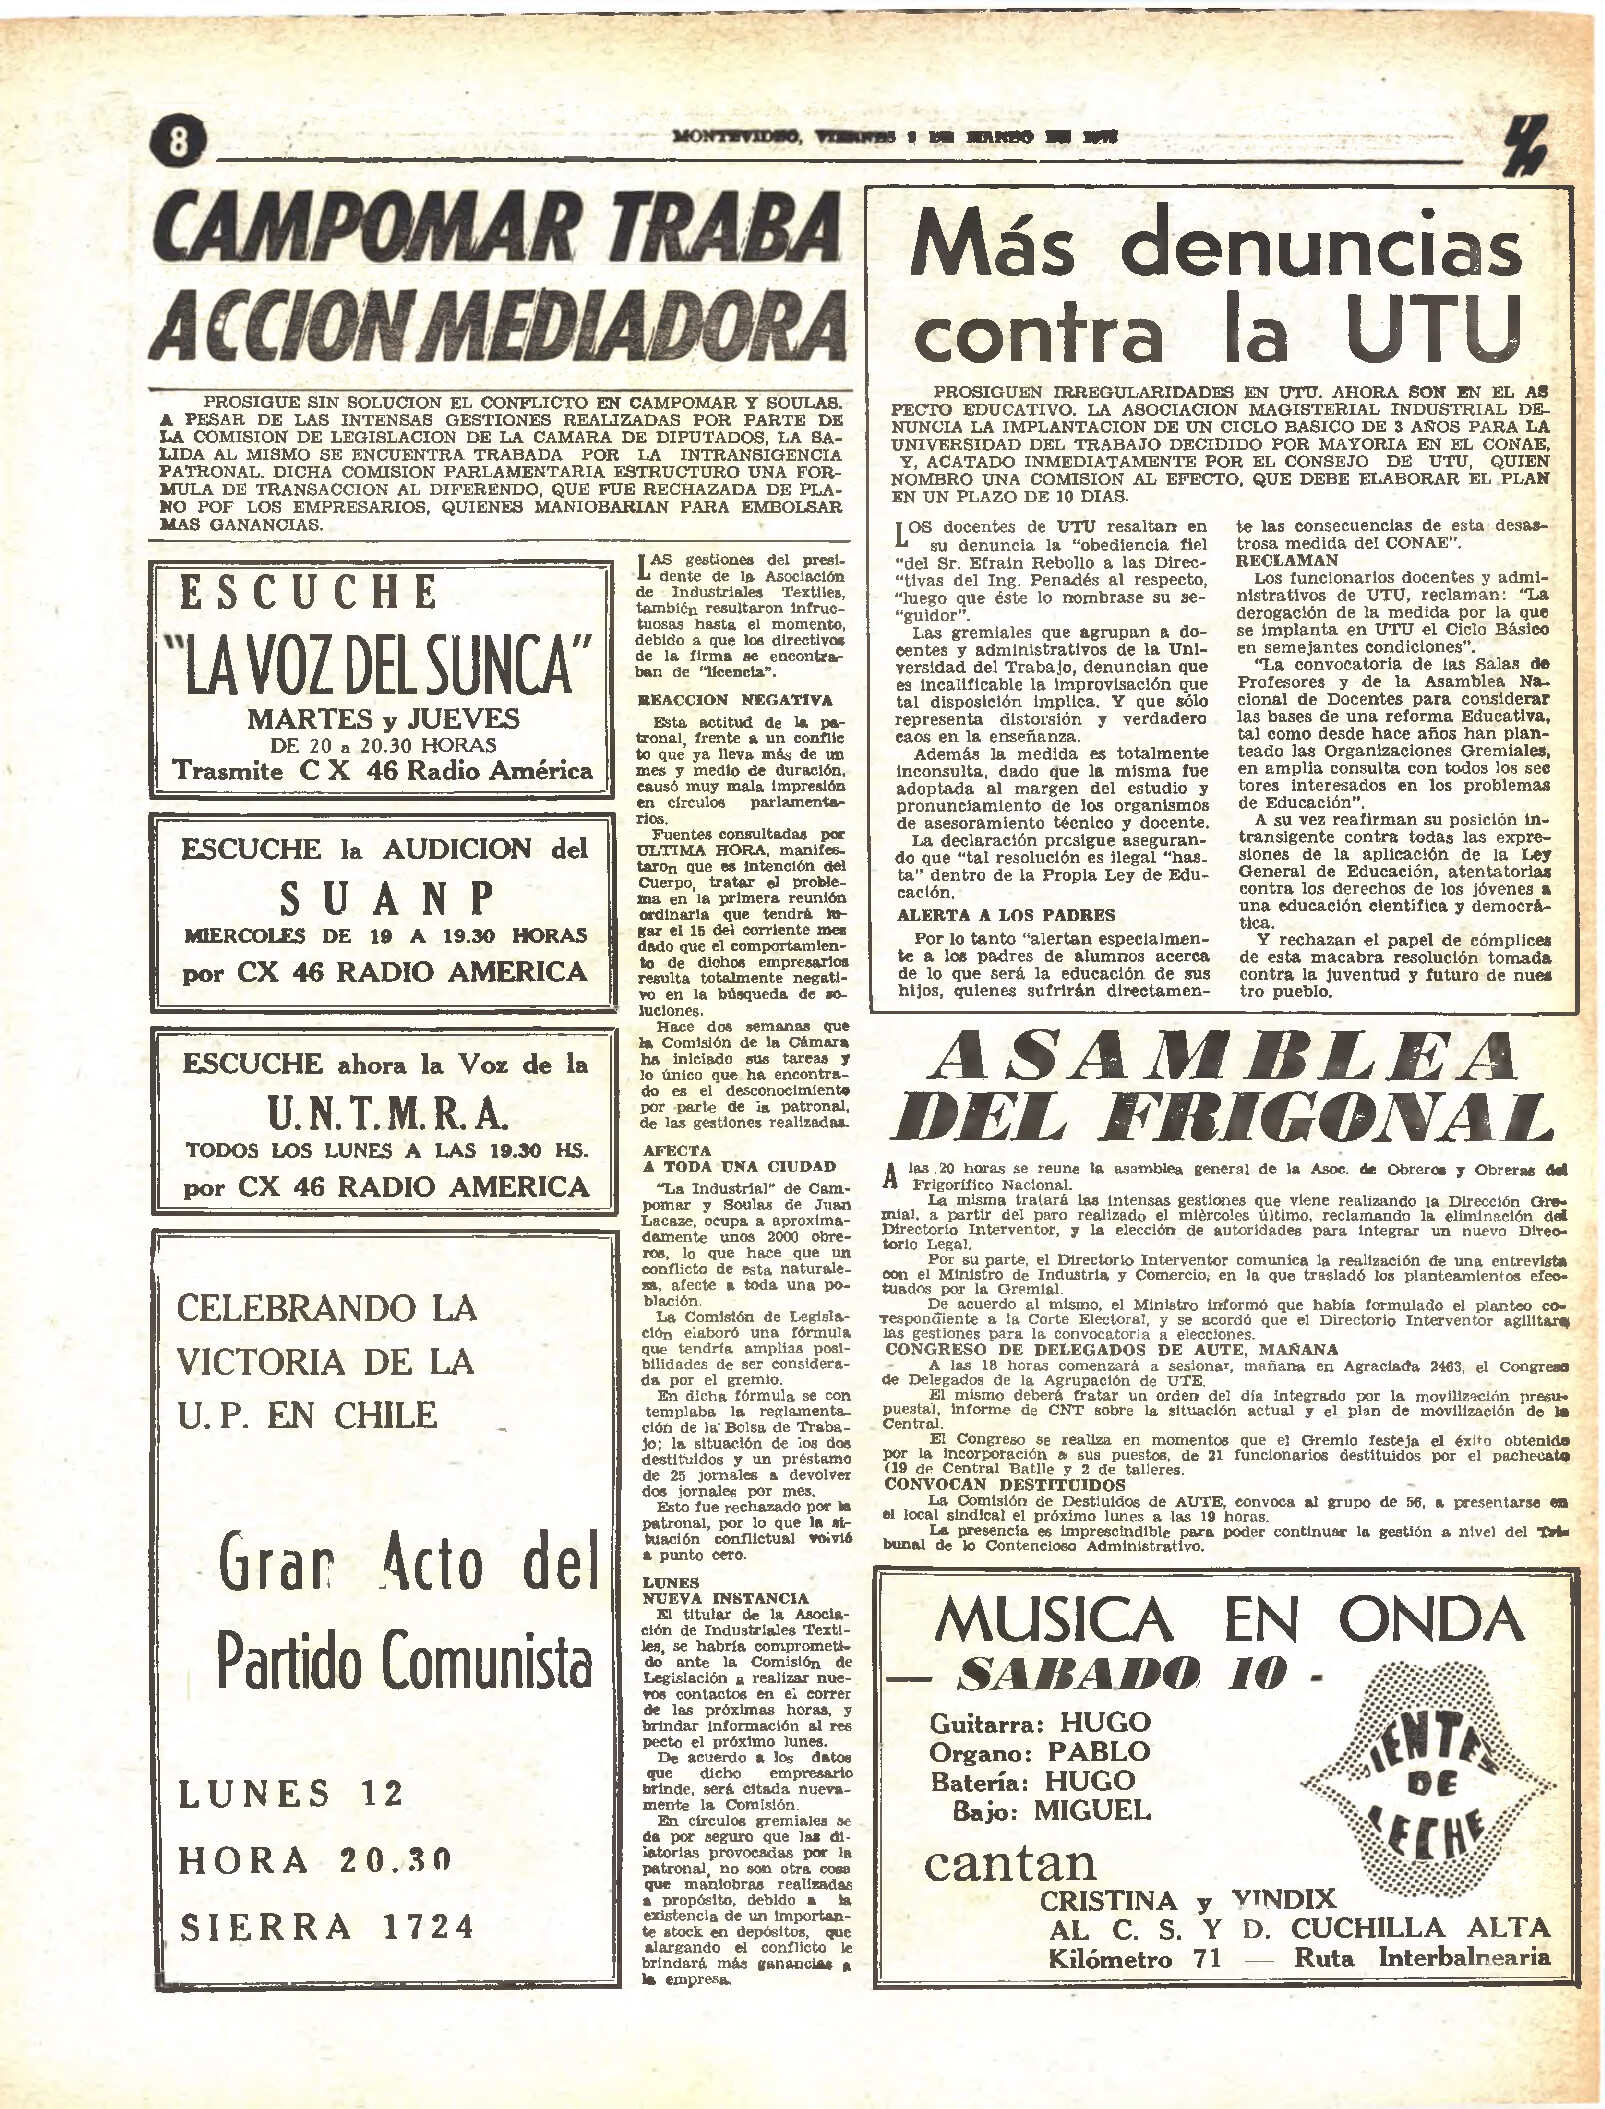 8
MONTEVIDEO, VIERNES 9 DE MARZO DE
CAMPOMAR TRABA
ACCION MEDIADORA
PROSIGUE SIN SOLUCION EL CONFLICTO EN CAMPOMAR Y SOULAS.
A PESAR DE LAS INTENSAS GESTIONES REALIZADAS POR PARTE DE
LA COMISION DE LEGISLACION DE LA CAMARA DE DIPUTADOS, LA SA-
LIDA AL MISMO SE ENCUENTRA TRABADA POR LA INTRANSIGENCIA
PATRONAL. DICHA COMISION PARLAMENTARIA ESTRUCTURO UNA FOR-
MULA DE TRANSACCION AL DIFERENDO, QUE FUE RECHAZADA DE PLA-
NO POF LOS EMPRESARIOS, QUIENES MANIOBARIAN PARA EMBOLSAR
MAS GANANCIAS.
ESCUCHE
"LA VOZ DEL SUNCA"
MARTES y JUEVES
DE 20 a 20.30 HORAS
Trasmite C X 46 Radio América
ESCUCHE la AUDICION del
SUANP
MIERCOLES DE 19 A 19.30 HORAS
por CX 46 RADIO AMERICA
ESCUCHE ahora la Voz de la
U.N.T.M.R.A.
TODOS LOS LUNES A LAS 19.30 HS.
por CX 46 RADIO AMERICA
CELEBRANDO LA
VICTORIA DE LA
U.P. EN CHILE
Gran Acto del
Partido Comunista
LUNES 12
HORA 20.30
SIERRA 1724
LAS gestiones del presi-
dente de la Asociación
de Industriales Textiles,
también resultaron infruc-
tuosas hasta el momento,
debido a que los directivos
de la firma se encontra-
ban de "licencia".
REACCION NEGATIVA
Esta actitud de la pa-
tronal, frente a un conflic
to que ya lleva más de un
mes y medio de duración,
causó muy mala impresión
en círculos parlamenta-
rios.
Fuentes consultadas por
ULTIMA HORA, manifes-
taron que es intención del
Cuerpo, tratar el proble-
ma en la primera reunión
ordinaria que tendrá lu-
gar el 15 del corriente mes
dado que el comportamien-
to de dichos empresarios
resulta totalmente negati-
vo en la búsqueda de so-
luciones.
Hace dos semanas que
la Comisión de la Cámara
ha iniciado sus tareas y
lo único que ha encontra-
do es el desconocimiento
por parte de la patronal,
de las gestiones realizadas.
AFECTA
A TODA UNA CIUDAD
"La Industrial" de Cam-
pomar y Soulas de Juan
Lacaze, ocupa a aproxima-
damente unos 2000 obre-
ros, lo que hace que un
conflicto de esta naturale-
za, afecte a toda una po-
blación.
La Comisión de Legisla-
ción elaboró una fórmula
que tendría amplias posi-
bilidades de ser considera-
da por el gremio.
En dicha fórmula se con
templaba la reglamenta-
ción de la Bolsa de Traba-
jo; la situación de los dos
destituidos y un préstamo
de 25 jornales a devolver
dos jornales por mes.
Esto fue rechazado por la
patronal, por lo que la si-
tuación conflictual volvió
a punto cero.
LUNES
NUEVA INSTANCIA
El titular de la Asocia-
ción de Industriales Texti-
les, se habría comprometi-
do ante la Comisión de
Legislación a realizar nue-
vos contactos en el correr
de las próximas horas, y
brindar información al res
pecto el próximo lunes.
De acuerdo a los datos
que dicho empresario
brinde, será citada nueva-
mente la Comisión.
En círculos gremiales se
da por seguro que las di-
latorias provocadas por la
patronal, no son otra cosa
que maniobras realizadas
a propósito, debido a la
existencia de un importan-
te stock en depósitos, que
alargando el conflicto le
brindará más ganancias a
la empresa.
Más denuncias
contra la UTU
PROSIGUEN IRREGULARIDADES EN UTU. AHORA SON EN EL AS
PECTO EDUCATIVO. LA ASOCIACION MAGISTERIAL INDUSTRIAL DE-
NUNCIA LA IMPLANTACION DE UN CICLO BASICO DE 3 AÑOS PARA LA
UNIVERSIDAD DEL TRABAJO DECIDIDO POR MAYORIA EN EL CONAE,
Y, ACATADO INMEDIATAMENTE POR EL CONSEJO DE UTU, QUIEN
NOMBRO UNA COMISION AL EFECTO, QUE DEBE ELABORAR EL PLAN
EN UN PLAZO DE 10 DIAS.
LOS docentes de UTU resaltan en
su denuncia la "obediencia fiel
"del Sr. Efraín Rebollo a las Direc-
"tivas del Ing. Penadés al respecto,
"luego que éste lo nombrase su se-
"guidor".
Las gremiales que agrupan a do-
centes y administrativos de la Uni-
versidad del Trabajo, denuncian que
es incalificable la improvisación que
tal disposición implica. Y que sólo
representa distorsión y verdadero
caos en la enseñanza.
Además la medida es totalmente
inconsulta, dado que la misma fue
adoptada al margen del estudio y
pronunciamiento de los organismos
de asesoramiento técnico y docente.
La declaración prcsigue aseguran-
do que "tal resolución es ilegal "has-
ta" dentro de la Propia Ley de Edu-
cación.
ALERTA A LOS PADRES
Por lo tanto "alertan especialmen-
te a los padres de alumnos acerca
de lo que será la educación de sus
hijos, quienes sufrirán directamen-
te las consecuencias de esta desas-
trosa medida del CONAE".
RECLAMAN
Los funcionarios docentes y admi-
nistrativos de UTU, reclaman: "La
derogación de la medida por la que
se implanta en UTU el Ciclo Básico
en semejantes condiciones".
"La convocatoria de las Salas de
Profesores y de la Asamblea Na-
cional de Docentes para considerar
las bases de una reforma Educativa,
tal como desde hace años han plan-
teado las Organizaciones Gremiales,
en amplia consulta con todos los sec
tores interesados en los problemas
de Educación".
A su vez reafirman su posición in-
transigente contra todas las expre-
siones de la aplicación de la Ley
General de Educación, atentatorias
contra los derechos de los jóvenes a
una educación científica y democrá-
tica.
Y rechazan el papel de cómplices
de esta macabra resolución tomada
contra la juventud y futuro de nues
tro pueblo.
ASAMBLEA
DEL FRIGONAL
A las 20 horas se reune la asamblea general de la Asoc. de Obreros y Obreras del
Frigorífico Nacional.
La misma tratará las intensas gestiones que viene realizando la Dirección Gre-
mial, a partir del paro realizado el miércoles último, reclamando la eliminación del
Directorio Interventor, y la elección de autoridades para integrar un nuevo Direc-
torio Legal.
Por su parte, el Directorio Interventor comunica la realización de una entrevista
con el Ministro de Industria y Comercio, en la que trasladó los planteamientos efec-
tuados por la Gremial.
De acuerdo al mismo, el Ministro informó que había formulado el planteo co-
rrespondiente a la Corte Electoral, y se acordó que el Directorio Interventor agilitara
las gestiones para la convocatoria a elecciones.
CONGRESO DE DELEGADOS DE AUTE, MAÑANA
A las 18 horas comenzará a sesionar, mañana en Agraciada 2463, el Congreso
de Delegados de la Agrupación de UTE.
El mismo deberá tratar un orden del día integrado por la movilización presu-
puestal, informe de CNT sobre la situación actual y el plan de movilización de la
Central.
El Congreso se realiza en momentos que el Gremio festeja el éxito obtenido
por la incorporación a sus puestos, de 21 funcionarios destituidos por el pachecato
(19 de Central Batlle y 2 de talleres.
CONVOCAN DESTITUIDOS
La Comisión de Destiuidos de AUTE, convoca al grupo de 56, a presentarse en
el local sindical el próximo lunes a las 19 horas.
La presencia es imprescindible para poder continuar la gestión a nivel del Tri-
bunal de lo Contencioso Administrativo.
MUSICA EN ONDA
— SABADO 10 -
Guitarra: HUGO
Organo: PABLO
Batería: HUGO
Bajo: MIGUEL
DIENTES
DE
LECHE
cantan
CRISTINA y YINDIX
AL C. S. Y D. CUCHILLA ALTA
Kilómetro 71 — Ruta Interbalnearia